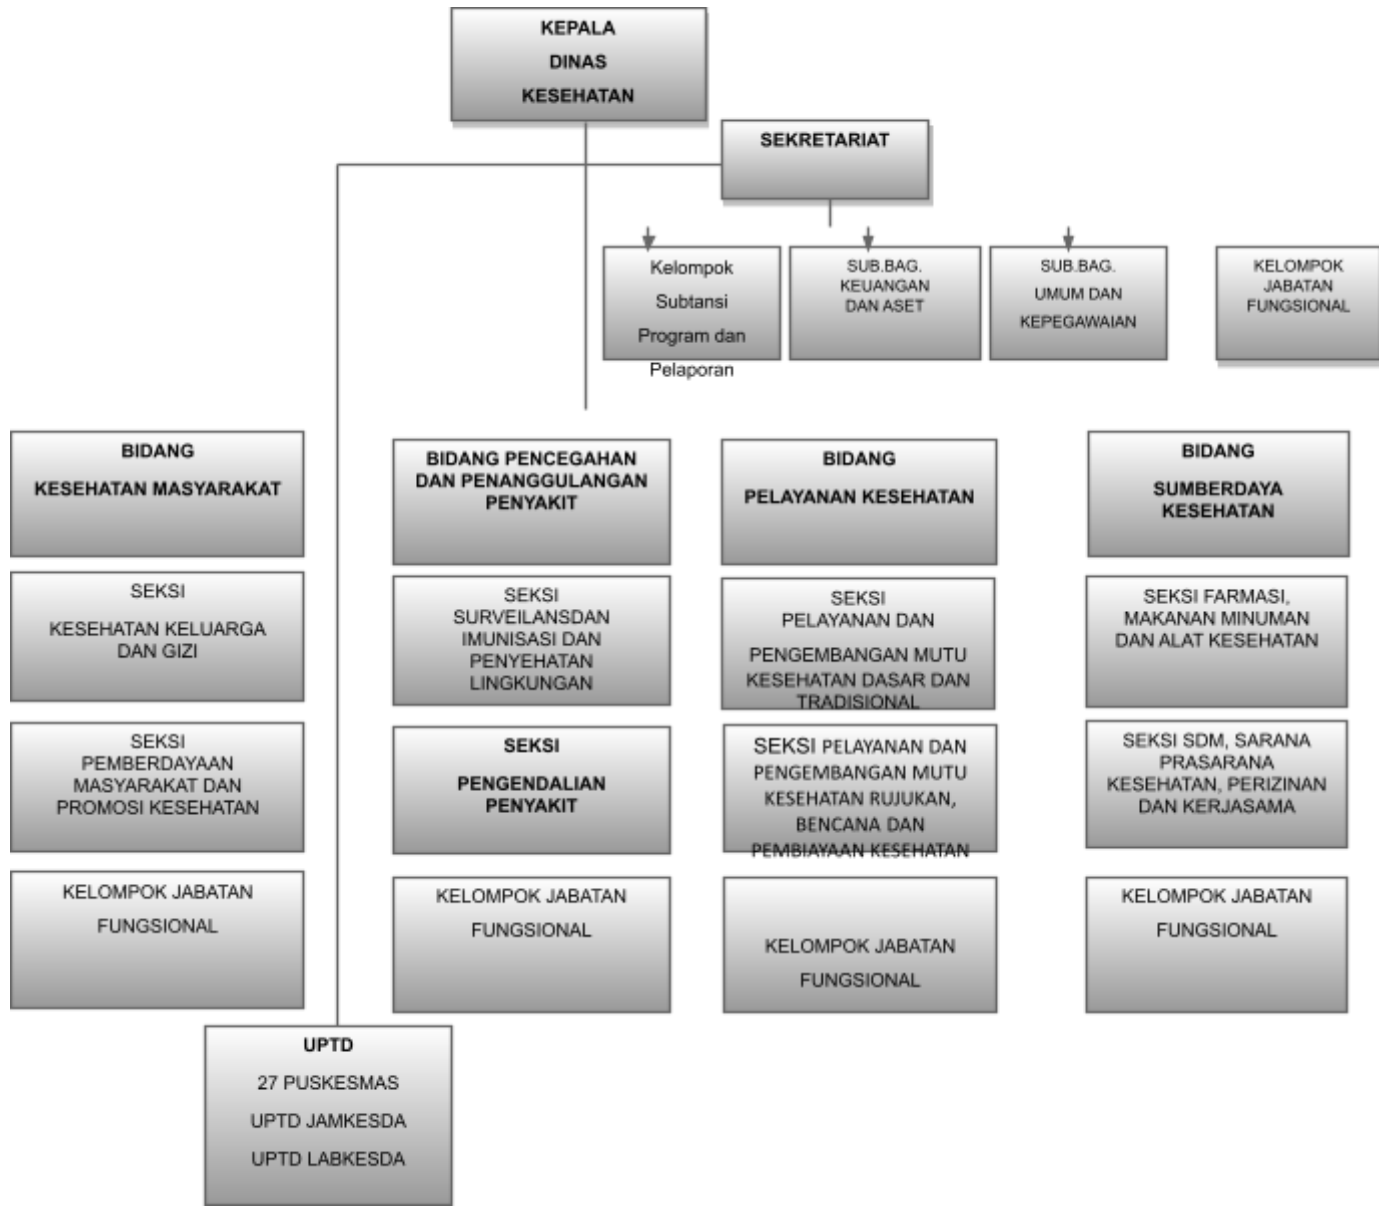 KEPALA
DINAS
KESEHATAN
SEKRETARIAT
Kelompok
Subtansi
Program dan
Pelaporan
SUB.BAG.
KEUANGAN
DAN ASET
SUB.BAG.
UMUM DAN
KEPEGAWAIAN
KELOMPOK
JABATAN
FUNGSIONAL
BIDANG
KESEHATAN MASYARAKAT
BIDANG PENCEGAHAN
DAN PENANGGULANGAN
PENYAKIT
BIDANG
PELAYANAN KESEHATAN
BIDANG
SUMBERDAYA
KESEHATAN
SEKSI
KESEHATAN KELUARGA
DAN GIZI
SEKSI
SURVEILANSDAN
IMUNISASI DAN
PENYEHATAN
LINGKUNGAN
SEKSI
PELAYANAN DAN
PENGEMBANGAN MUTU
KESEHATAN DASAR DAN
TRADISIONAL
SEKSI FARMASI,
MAKANAN MINUMAN
DAN ALAT KESEHATAN
SEKSI
PEMBERDAYAAN
MASYARAKAT DAN
PROMOSI KESEHATAN
SEKSI
PENGENDALIAN
PENYAKIT
SEKSI PELAYANAN DAN
PENGEMBANGAN MUTU
KESEHATAN RUJUKAN,
BENCANA DAN
PEMBIAYAAN KESEHATAN
SEKSI SDM, SARANA
PRASARANA
KESEHATAN, PERIZINAN
DAN KERJASAMA
KELOMPOK JABATAN
FUNGSIONAL
KELOMPOK JABATAN
FUNGSIONAL
KELOMPOK JABATAN
FUNGSIONAL
KELOMPOK JABATAN
FUNGSIONAL
UPTD
27 PUSKESMAS
UPTD JAMKESDA
UPTD LABKESDA